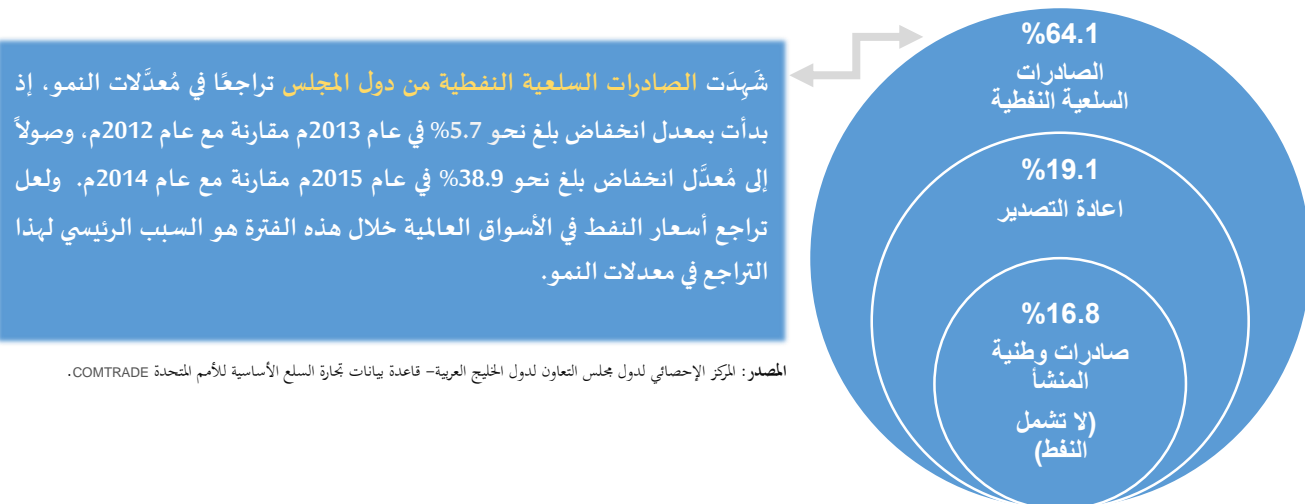 شَهِدَت الصادرات السلعية النفطية من دول المجلس تراجعًا في مُعدَّلات النمو، إذ
بدأت بمعدل انخفاض بلغ نحو 5.7% في عام 2013م مقارنة مع عام 2012م، وصولاً
إلى مُعدَّل انخفاض بلغ نحو 38.9% في عام 2015م مقارنة مع عام 2014م. ولعل
تراجع أسعار النفط في الأسواق العالمية خلال هذه الفترة هو السبب الرئيسي لهذا
التراجع في معدلات النمو.
المصدر: المركز الإحصائي لدول مجلس التعاون لدول الخليج العربية– قاعدة بيانات تجارة السلع الأساسية للأمم المتحدة COMTRADE.
%64.1
الصادرات
السلعية النفطية
%19.1
اعادة التصدير
%16.8
صادرات وطنية
المنشأ
(لا تشمل
النفط)